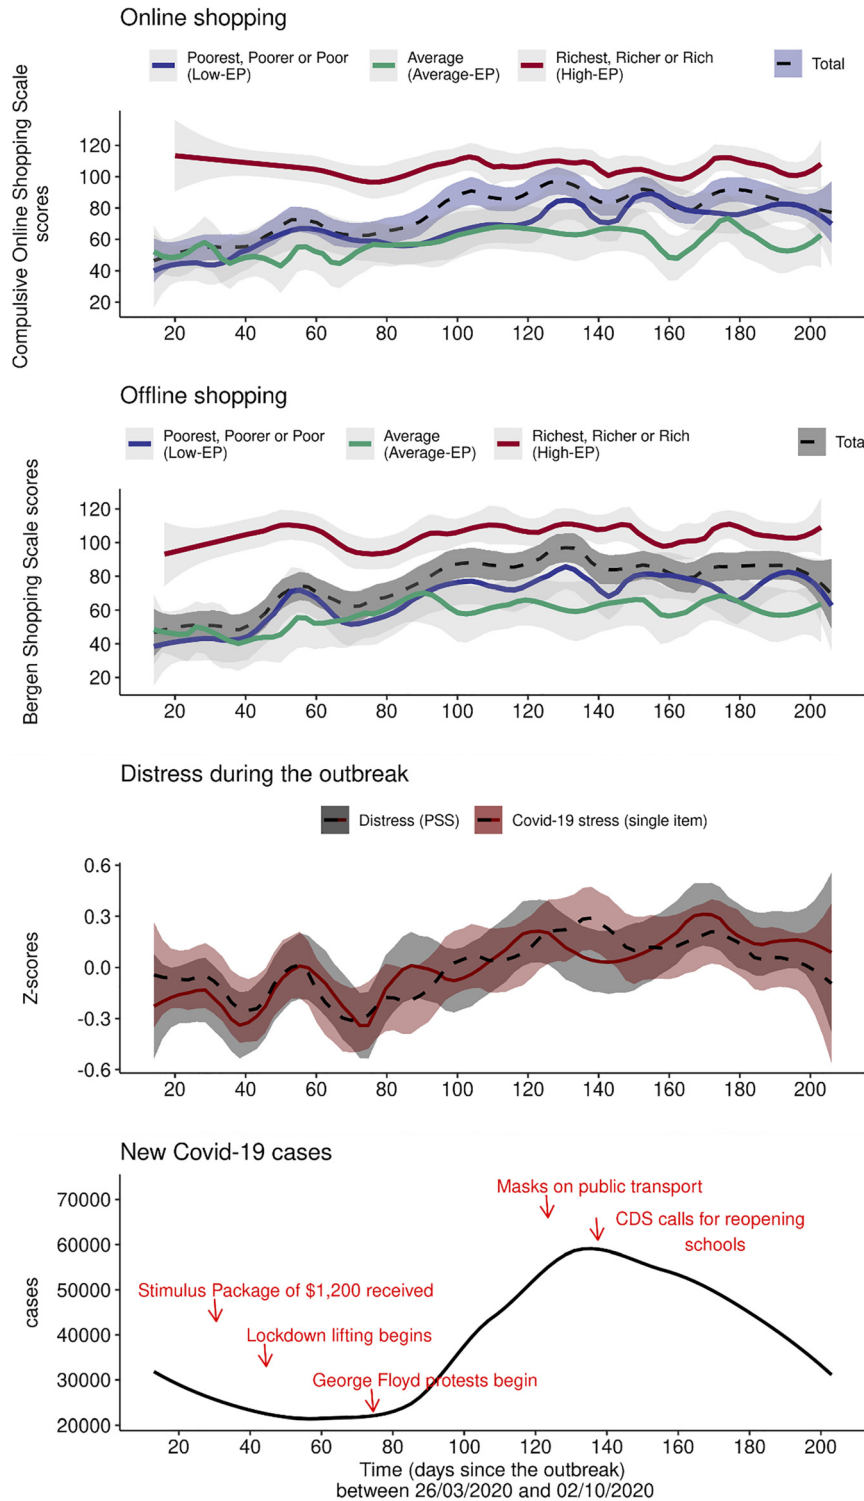 Online shopping
Poorest, Poorer or Poor
(Low-EP)
Average
(Average-EP)
Richest, Richer or Rich
(High-EP)
Total
Compulsive Online Shopping Scale
scores
120
100
80
60
40
20
20 40 60 80 100 120 140 160 180 200
Offline shopping
Poorest, Poorer or Poor
(Low-EP)
Average
(Average-EP)
Richest, Richer or Rich
(High-EP)
Tota
Bergen Shopping Scale scores
120
100
80
60
40
20
20 40 60 80 100 120 140 160 180 200
Distress during the outbreak
Distress (PSS)
Covid-19 stress (single item)
Z-scores
0.6
0.3
0.0
-0.3
-0.6
20 40 60 80 100 120 140 160 180 200
New Covid-19 cases
cases
70000
60000
50000
40000
30000
20000
Masks on public transport
CDS calls for reopening
schools
Stimulus Package of $1,200 received
Lockdown lifting begins
George Floyd protests begin
20 40 60 80 100 120 140 160 180 200
Time (days since the outbreak)
between 26/03/2020 and 02/10/2020